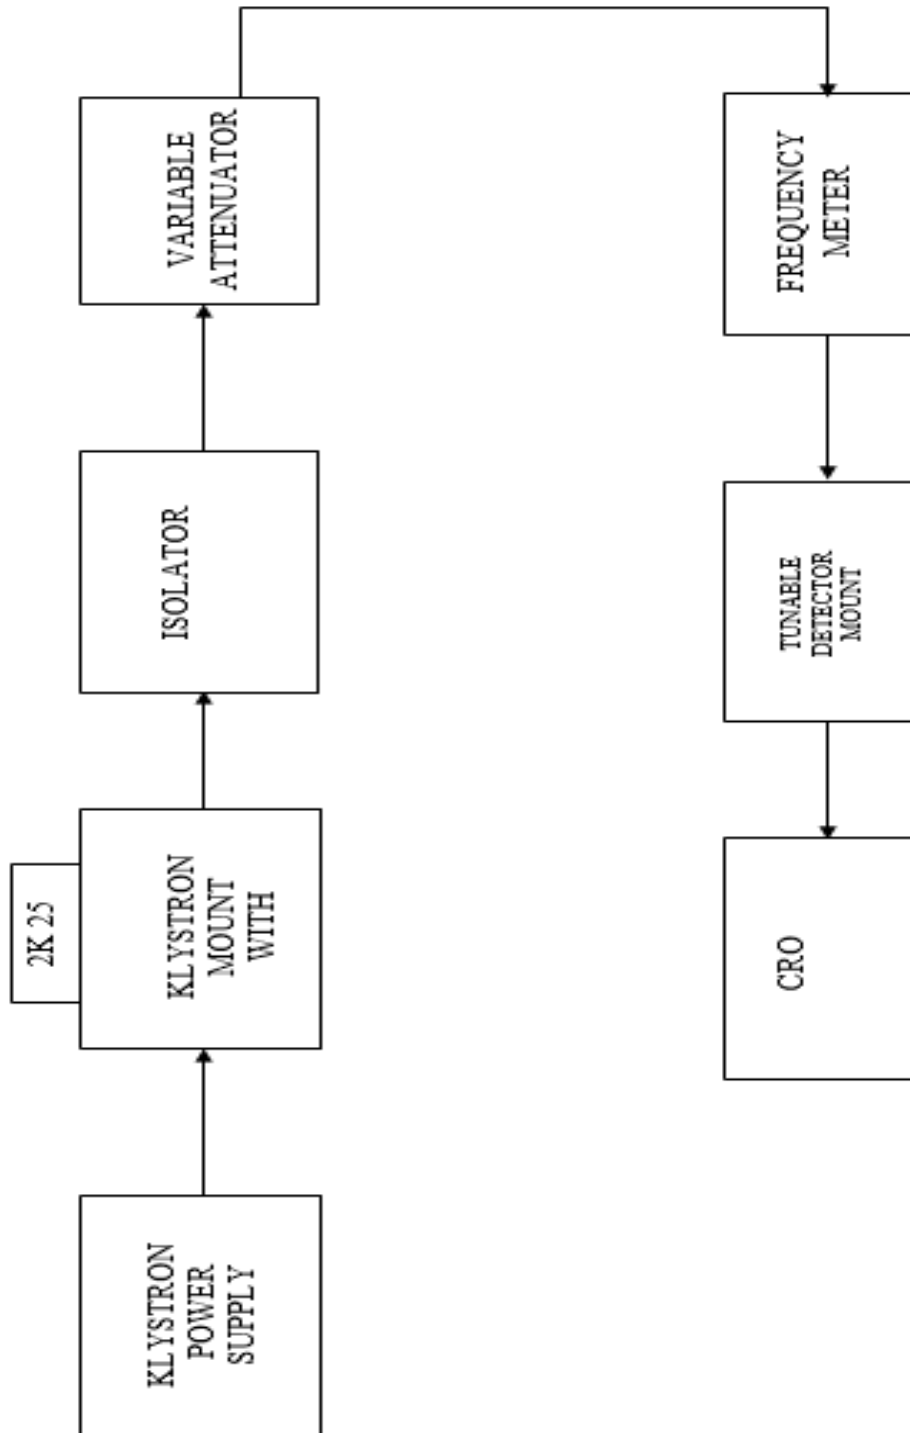 KLYSTRON
POWER
SUPPLY
2K 25
KLYSTRON
MOUNT
WITH
ISOLATOR
VARIABLE
ATTENUATOR
FREQUENCY
METER
TUNABLE
DETECTOR
MOUNT
CRO